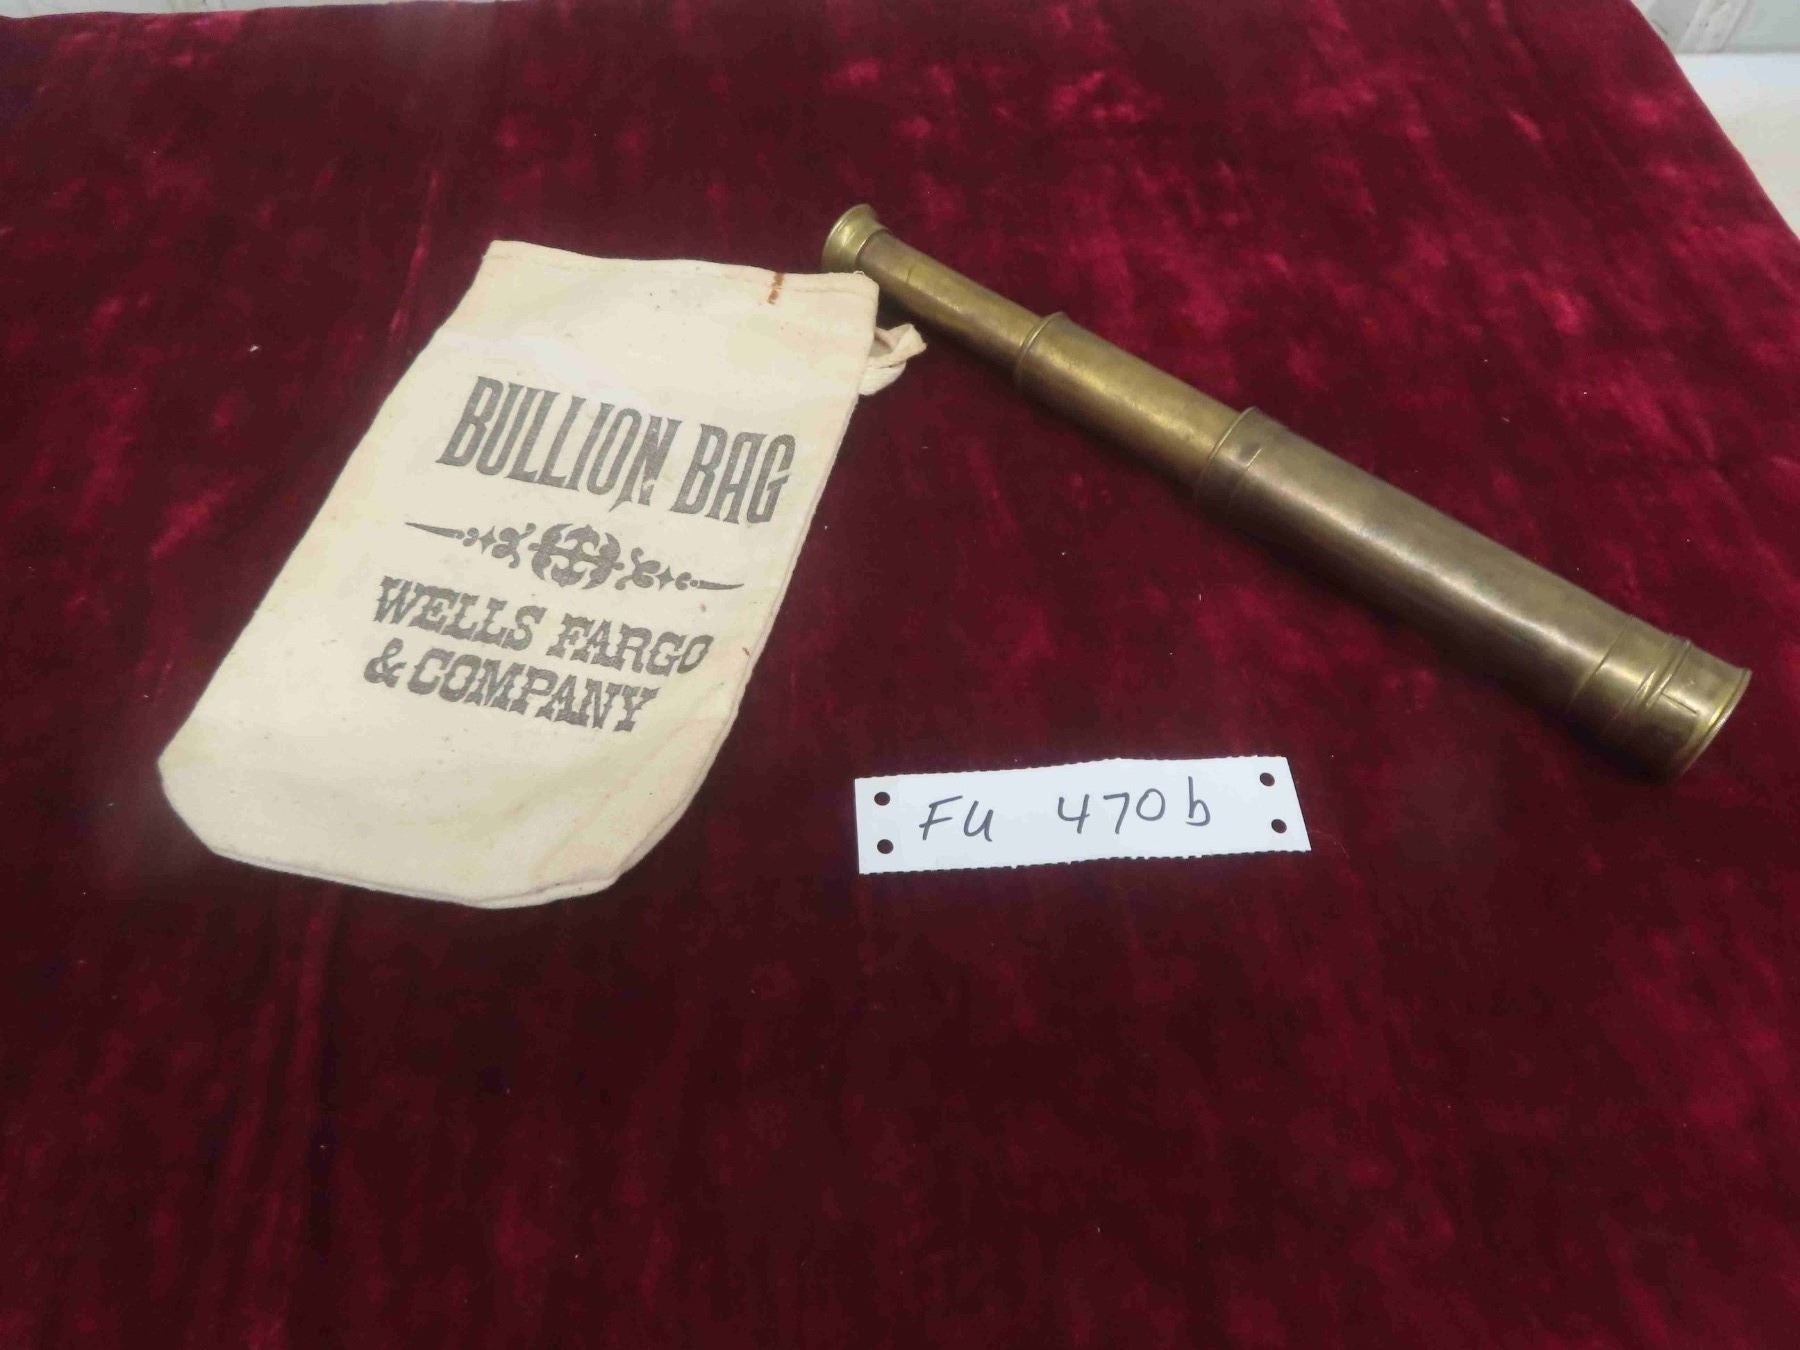 BULLION BAG
WELLS FARGO
& COMPANY
FU 470b